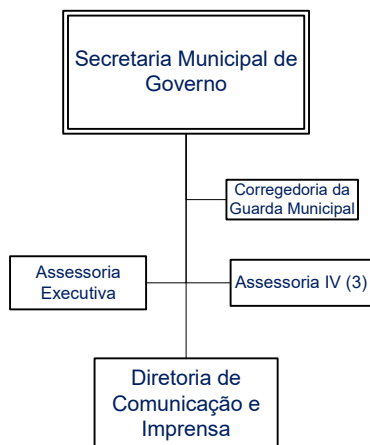 Secretaria Municipal de
Governo
Corregedoria da
Guarda Municipal
Assessoria
Executiva
Assessoria IV (3)
Diretoria de
Comunicação e
Imprensa